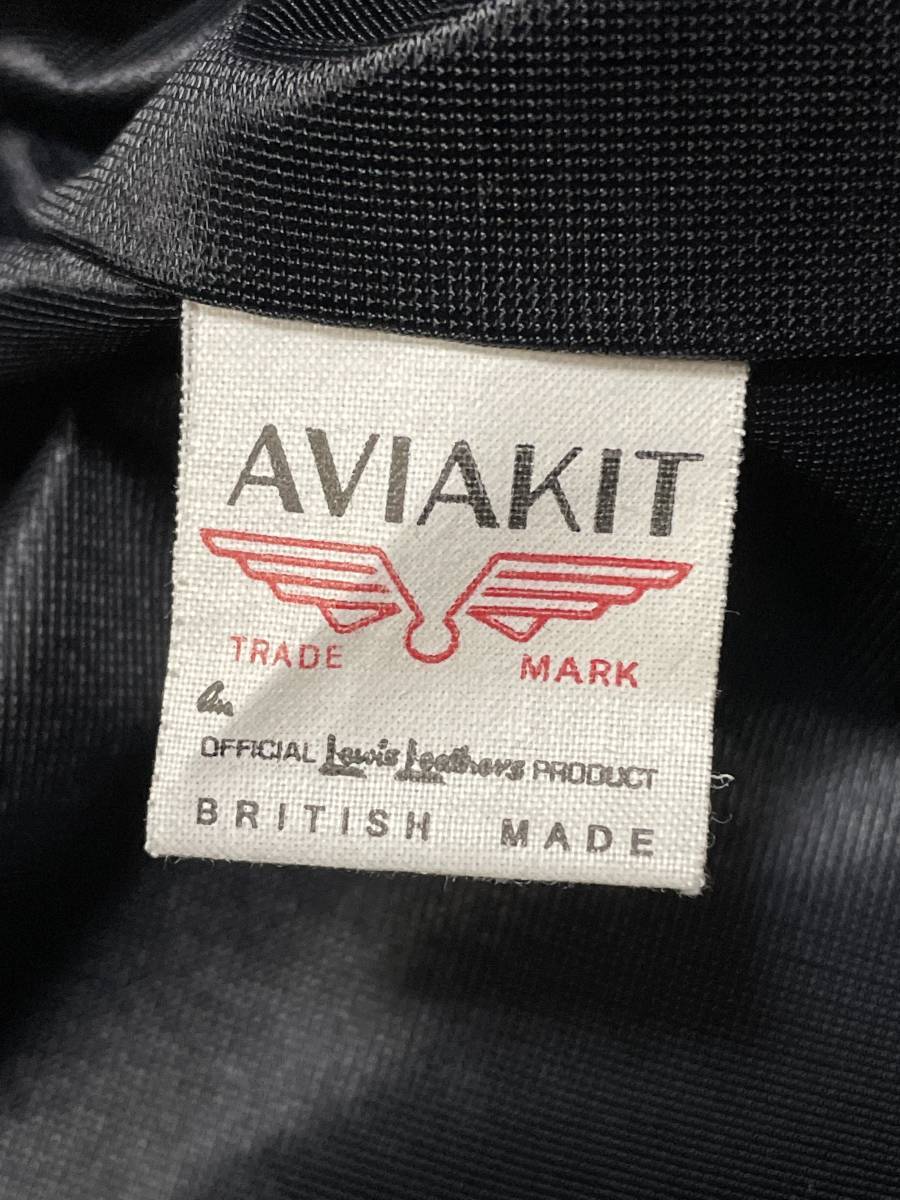 AVIAKIT
TRADE MARK
An
OFFICIAL Lewis Leathers PRODUCT
BRITISH MADE